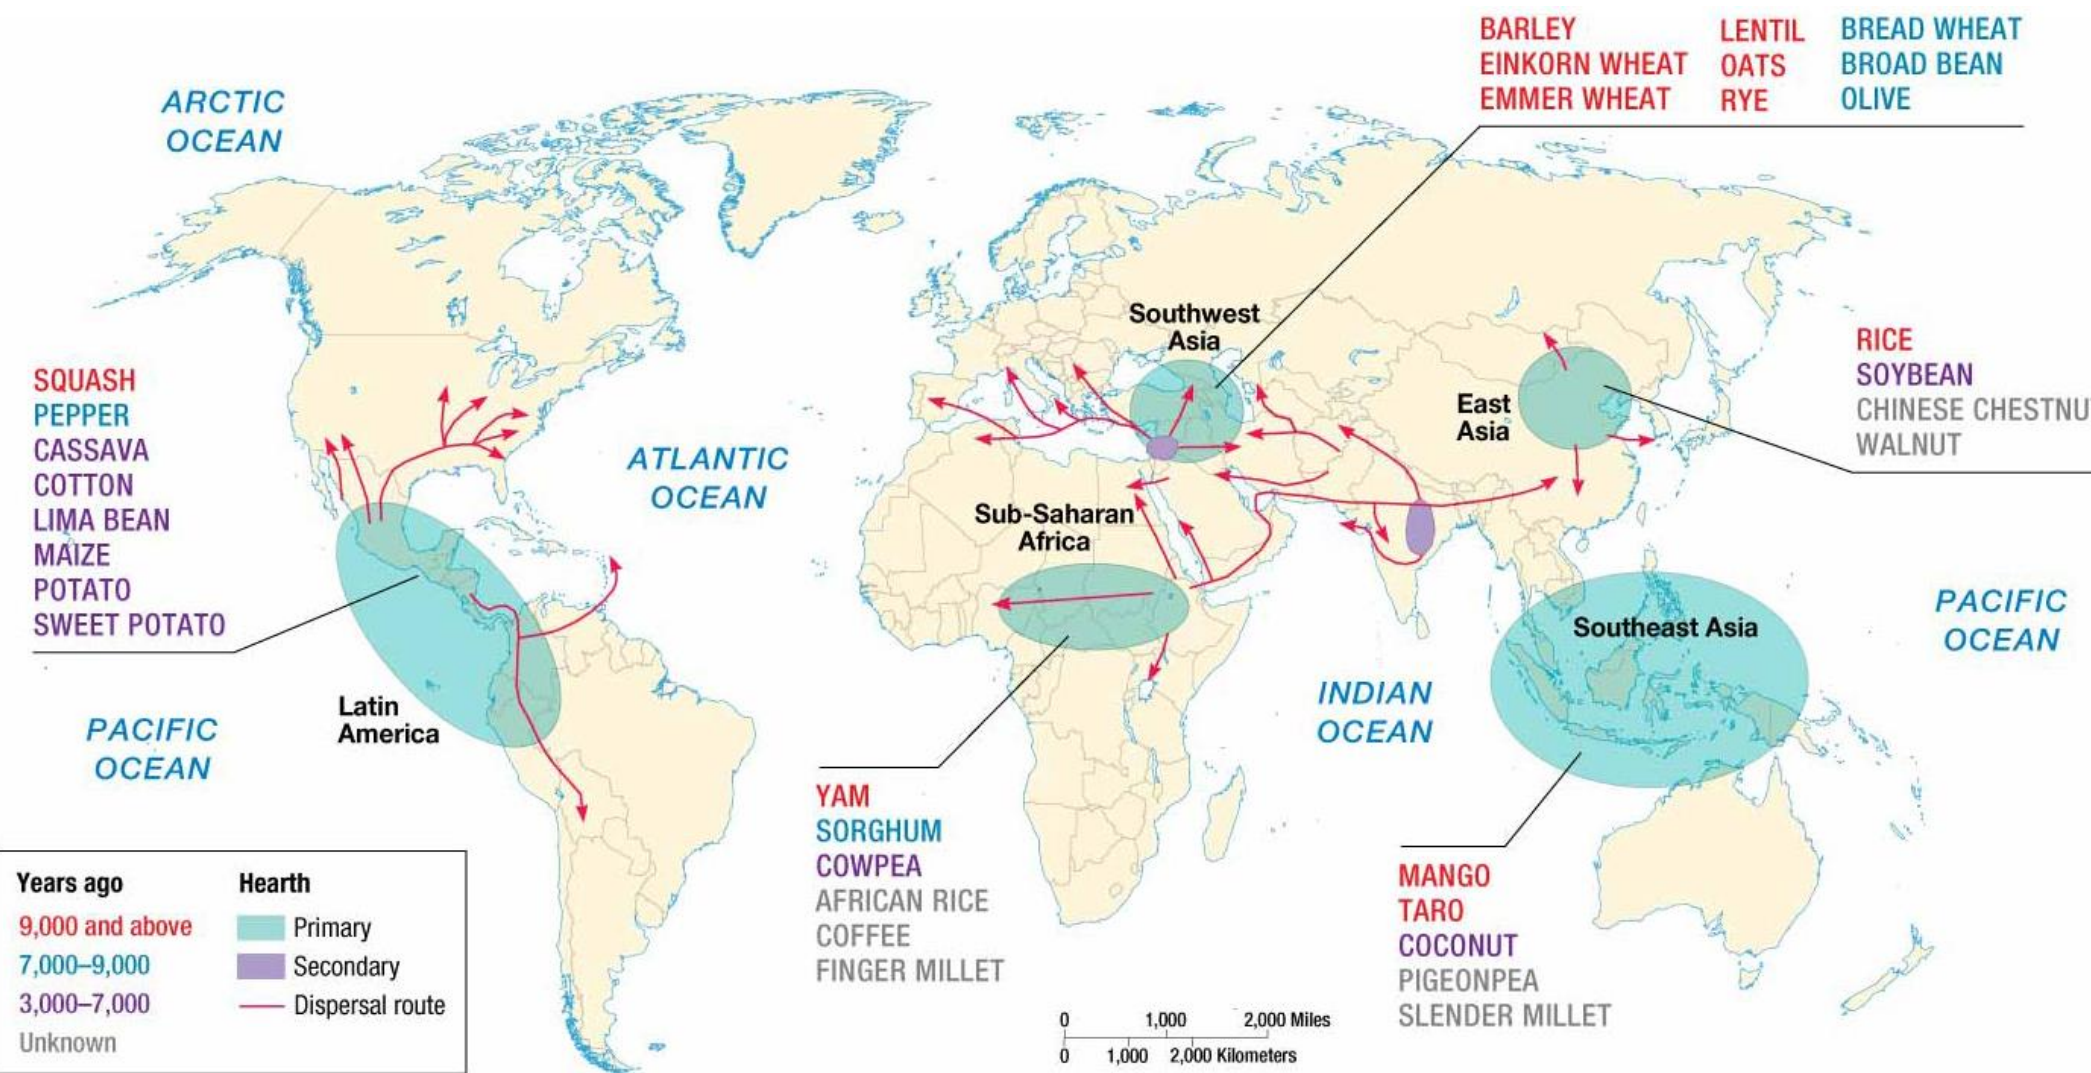 BARLEY
EINKORN WHEAT
EMMER WHEAT
LENTIL
OATS
RYE
BREAD WHEAT
BROAD BEAN
OLIVE
ARCTIC
OCEAN
Southwest
Asia
SQUASH
PEPPER
CASSAVA
COTTON
LIMA BEAN
MAIZE
POTATO
SWEET POTATO
RICE
SOYBEAN
CHINESE CHESTNU
WALNUT
East
Asia
ATLANTIC
OCEAN
Sub-Saharan
Africa
PACIFIC
OCEAN
Southeast Asia
INDIAN
OCEAN
Latin
America
PACIFIC
OCEAN
YAM
SORGHUM
COWPEA
AFRICAN RICE
COFFEE
FINGER MILLET
MANGO
TARO
COCONUT
PIGEONPEA
SLENDER MILLET
Years ago
9,000 and above
7,000–9,000
3,000–7,000
Unknown
Hearth
Primary
Secondary
Dispersal route
0 1,000 2,000 Miles
0 1,000 2,000 Kilometers